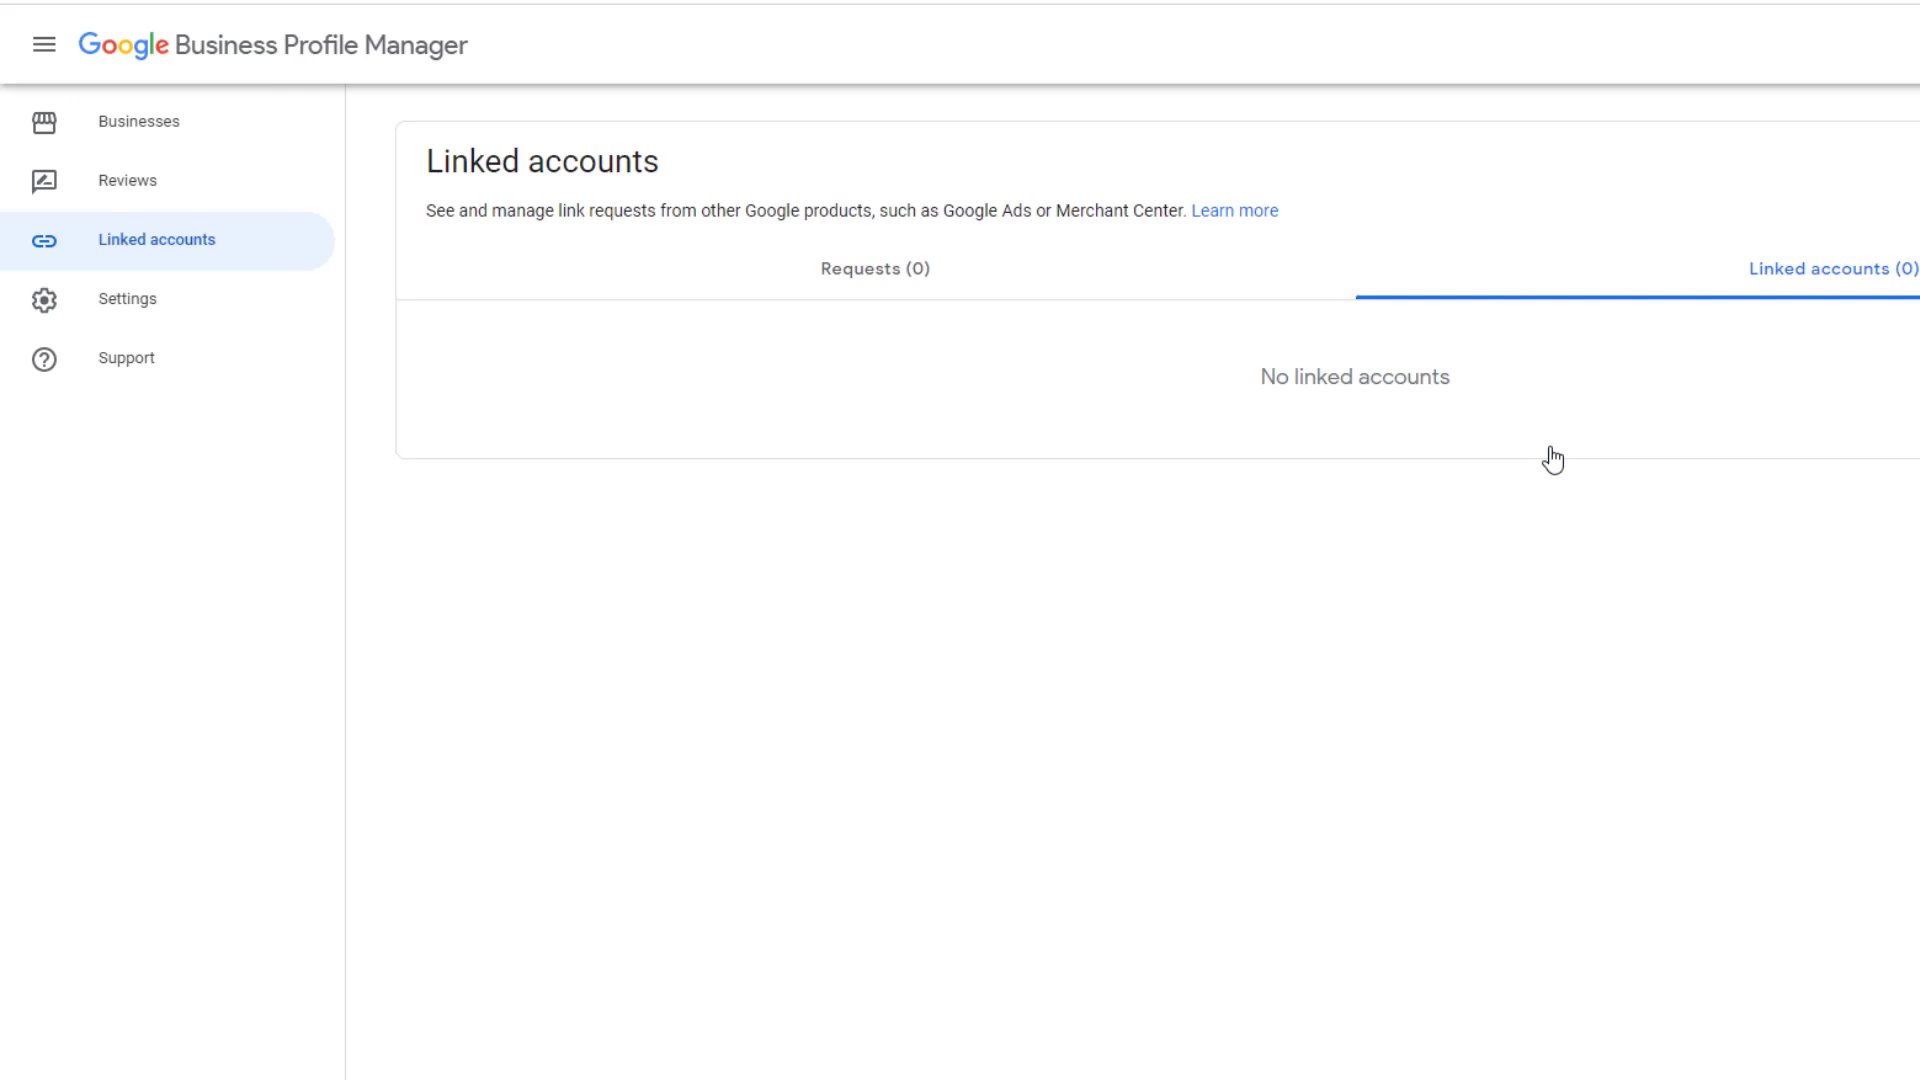 Google Business Profile Manager
Businesses
Reviews
Linked accounts
Settings
Support
Linked accounts
See and manage link requests from other Google products, such as Google Ads or Merchant Center. Learn more
Requests (0)
Linked accounts (0)
No linked accounts